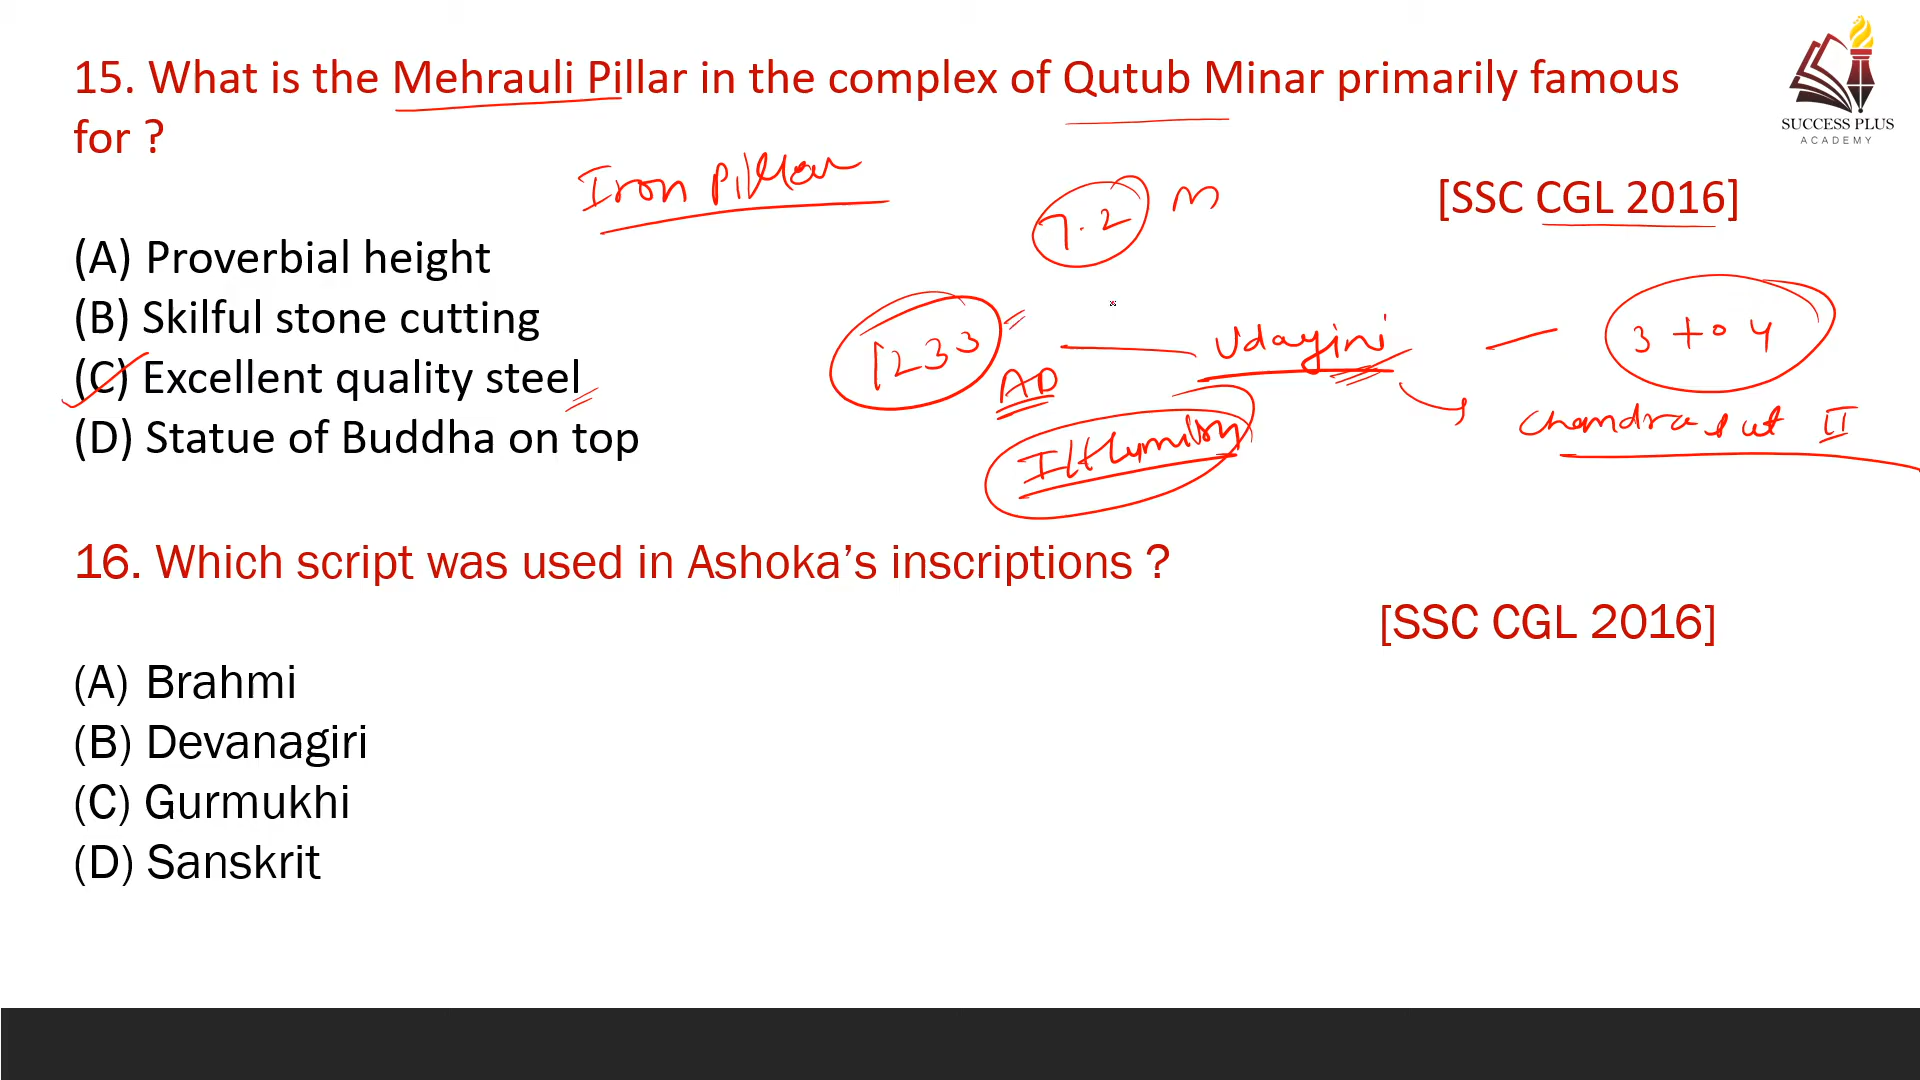 15. What is the Mehrauli Pillar in the complex of Qutub Minar primarily famous
for ?
SUCCESS PLUS
ACADEMY
Iron Pillar
7.2 m
[SSC CGL 2016]
(A) Proverbial height
(B) Skilful stone cutting
(C) Excellent quality steel
(D) Statue of Buddha on top
1233
AD
Udayini
3 to 4
II
16. Which script was used in Ashoka’s inscriptions ?
[SSC CGL 2016]
(A) Brahmi
(B) Devanagiri
(C) Gurmukhi
(D) Sanskrit